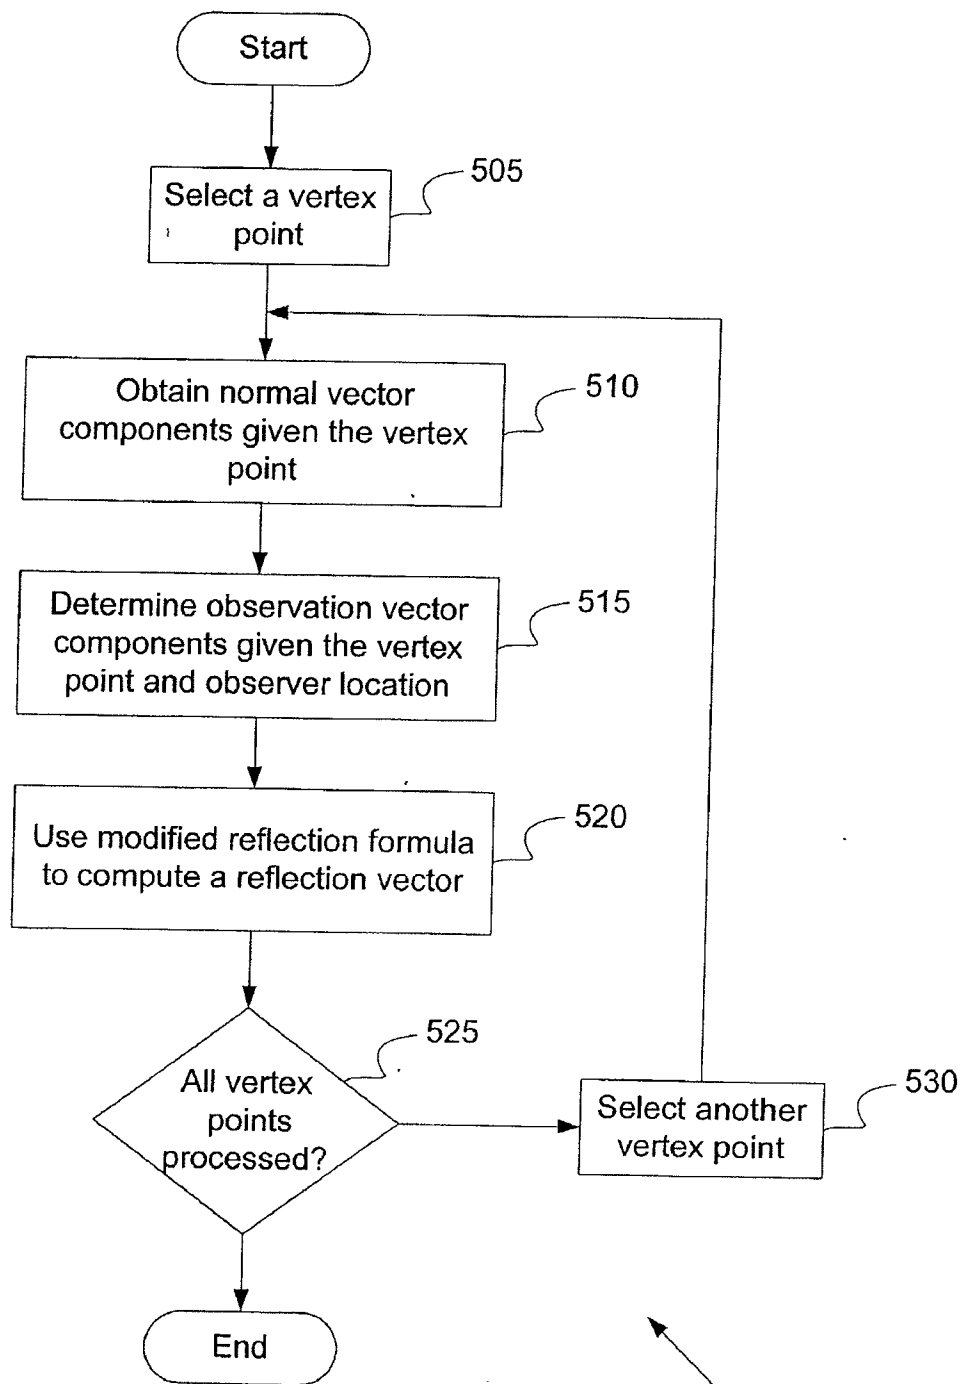 Start
505
Select a vertex
point
510
Obtain normal vector
components given the vertex
point
515
Determine observation vector
components given the vertex
point and observer location
520
Use modified reflection formula
to compute a reflection vector
525
All vertex
points
processed?
530
Select another
vertex point
End